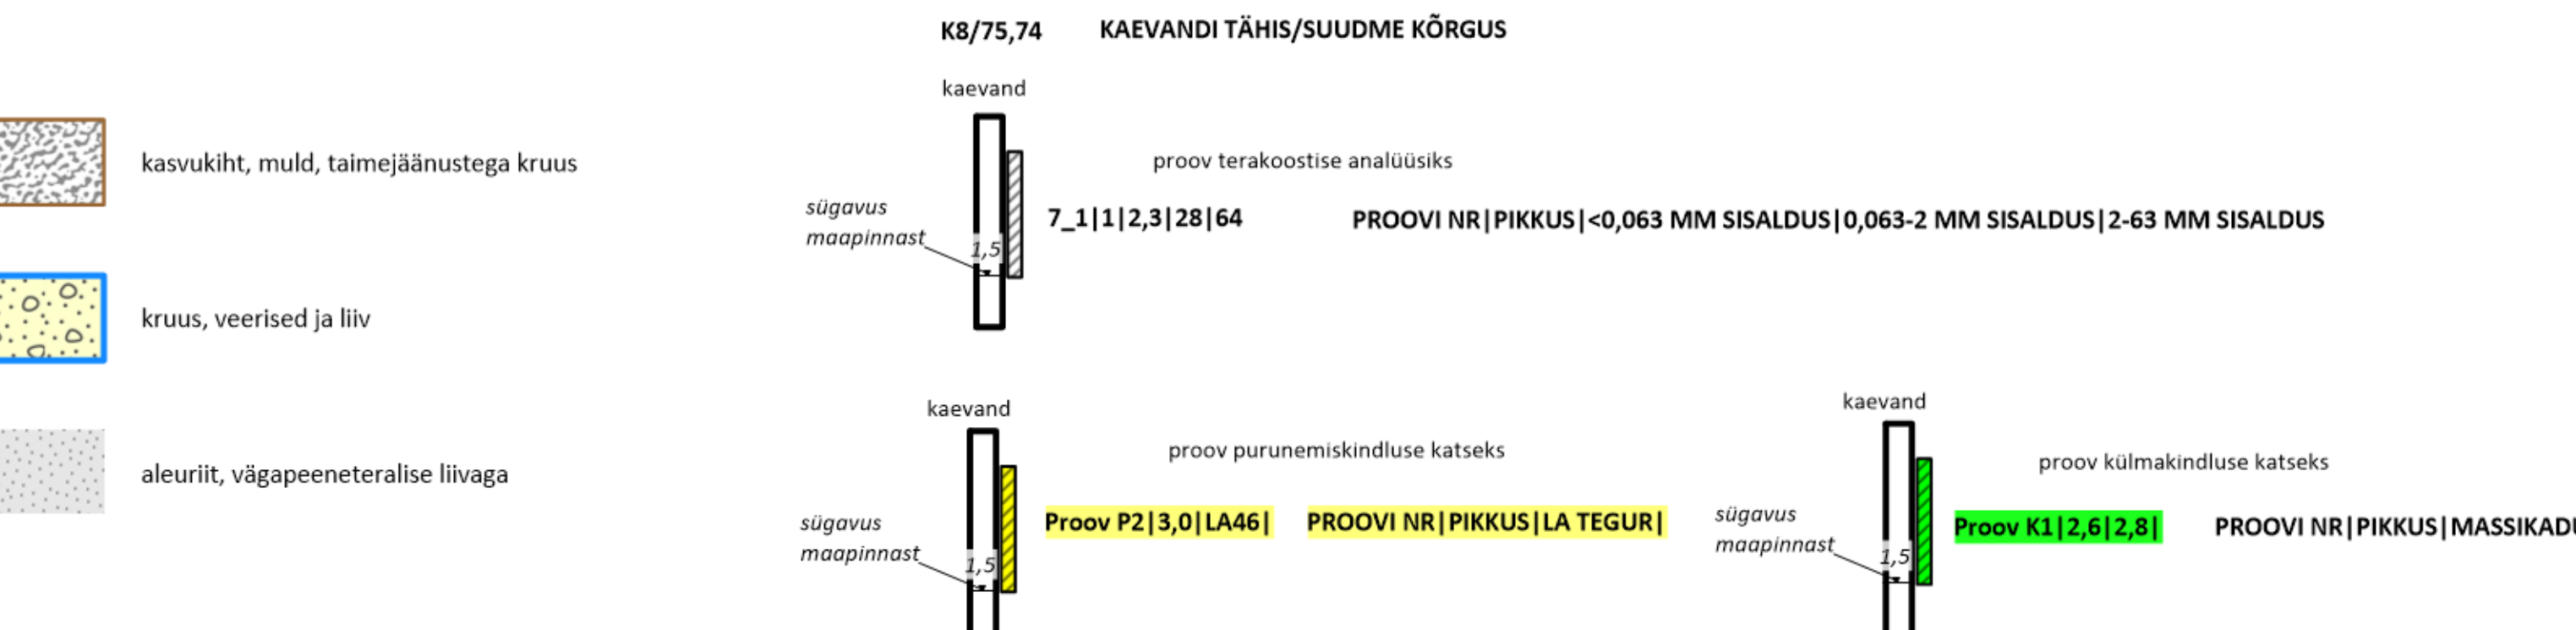 K8/75,74 KAEVANDI TÄHIS/SUUDME KÕRGUS
kaevand
kasvukiht, muld, taimejäänustega kruus
proov terakoostise analüüsiks
sügavus
maapinnast
1,5
7_1|1|2,3|28|64 PROOVI NR|PIKKUS|<0,063 MM SISALDUS|0,063-2 MM SISALDUS|2-63 MM SISALDUS
kruus, veerised ja liiv
kaevand
proov purunemiskindluse katseks
aleuriit, vägapeeneteralise liivaga
sügavus
maapinnast
1,5
Proov P2|3,0|LA46| PROOVI NR|PIKKUS|LA TEGUR|
kaevand
proov külmakindluse katseks
sügavus
maapinnast
1,5
Proov K1|2,6|2,8| PROOVI NR|PIKKUS|